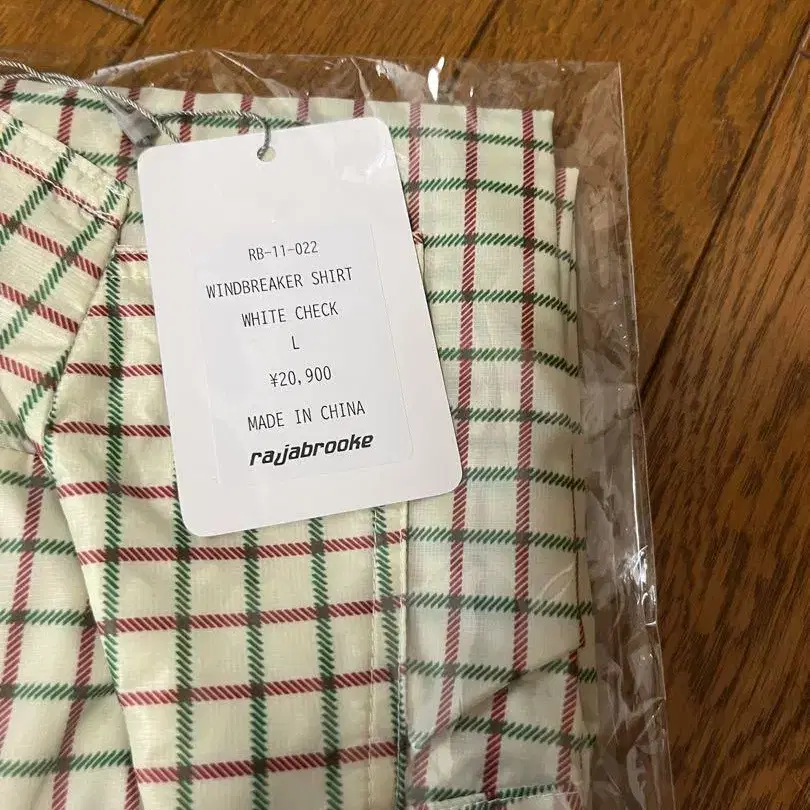 RB-11-022
WINDBREAKER SHIRT
WHITE CHECK
L
¥20,900
MADE IN CHINA
rajabrooke